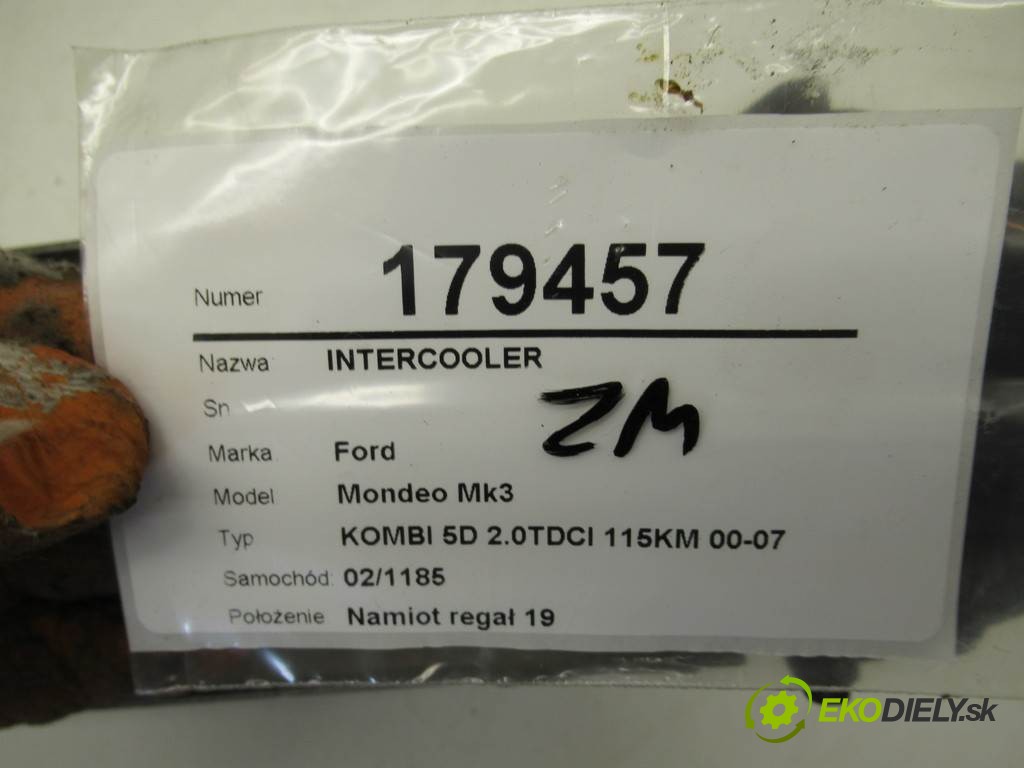 Numer 179457
Nazwa INTERCOOLER
Sn
ZM
Marka Ford
Model Mondeo Mk3
Typ KOMBI 5D 2.0TDCI 115KM 00-07
Samochód: 02/1185
Położenie Namiot regał 19
EKODIELY.sk